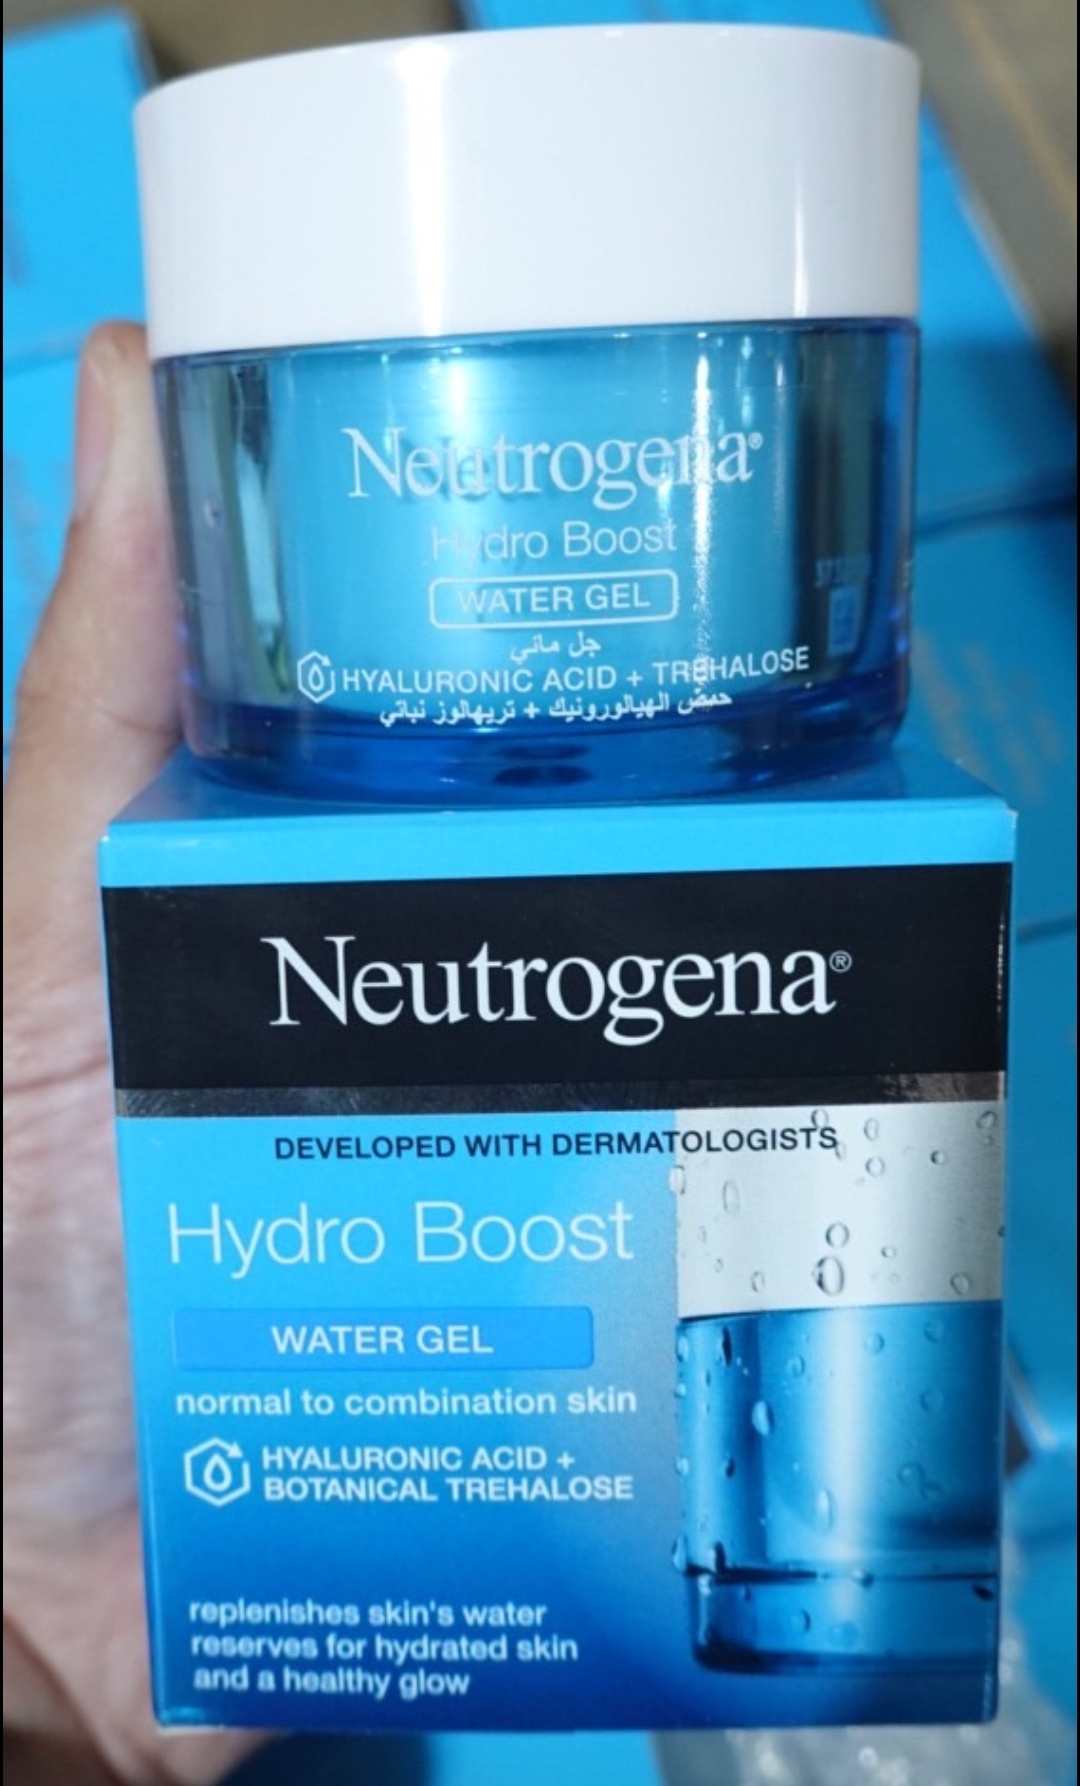 Neutrogena®
Hydro Boost
WATER GEL
جل مائي
HYALURONIC ACID + TREHALOSE
حمض الهيالورونيك + تريهالوز نباتي
Neutrogena®
DEVELOPED WITH DERMATOLOGISTS
Hydro Boost
WATER GEL
normal to combination skin
HYALURONIC ACID +
BOTANICAL TREHALOSE
replenishes skin's water
reserves for hydrated skin
and a healthy glow